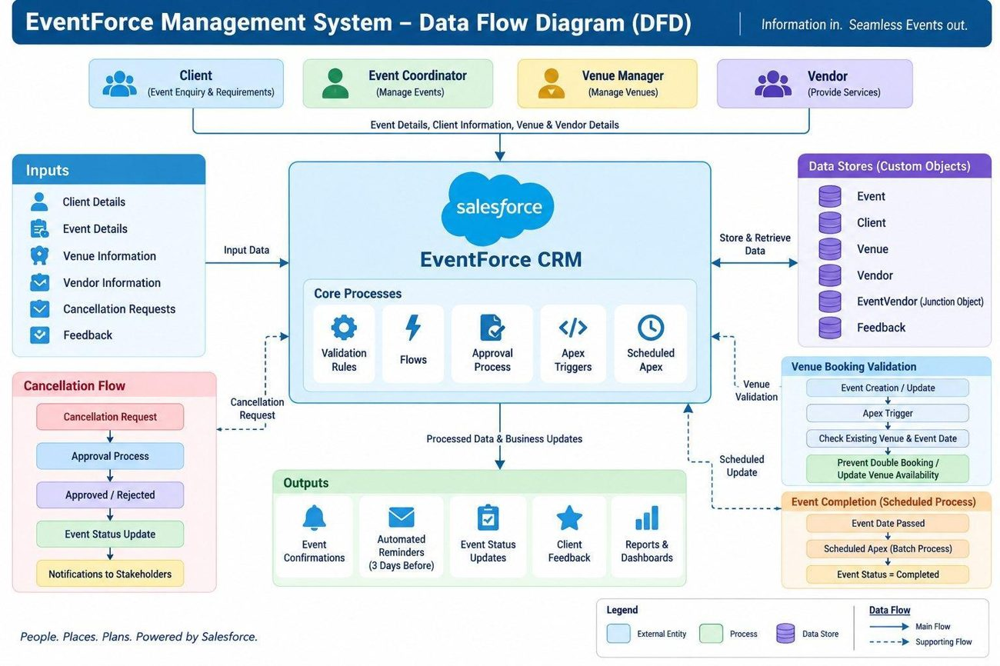 EventForce Management System – Data Flow Diagram (DFD)
Information in. Seamless Events out.
Client
(Event Enquiry & Requirements)
Event Coordinator
(Manage Events)
Venue Manager
(Manage Venues)
Vendor
(Provide Services)
Event Details, Client Information, Venue & Vendor Details
Inputs
Client Details
Event Details
Venue Information
Vendor Information
Cancellation Requests
Feedback
Input Data
salesforce
EventForce CRM
Core Processes
Validation
Rules
Flows
Approval
Process
Apex
Triggers
Scheduled
Apex
Store & Retrieve
Data
Data Stores (Custom Objects)
Event
Client
Venue
Vendor
EventVendor (Junction Object)
Feedback
Cancellation Flow
Cancellation Request
Approval Process
Approved / Rejected
Event Status Update
Notifications to Stakeholders
Cancellation
Request
Processed Data & Business Updates
Venue
Validation
Scheduled
Update
Venue Booking Validation
Event Creation / Update
Apex Trigger
Check Existing Venue & Event Date
Prevent Double Booking /
Update Venue Availability
Event Completion (Scheduled Process)
Event Date Passed
Scheduled Apex (Batch Process)
Event Status = Completed
Outputs
Event
Confirmations
Automated
Reminders
(3 Days Before)
Event Status
Updates
Client
Feedback
Reports &
Dashboards
Legend
External Entity
Process
Data Store
Data Flow
Main Flow
Supporting Flow
People. Places. Plans. Powered by Salesforce.